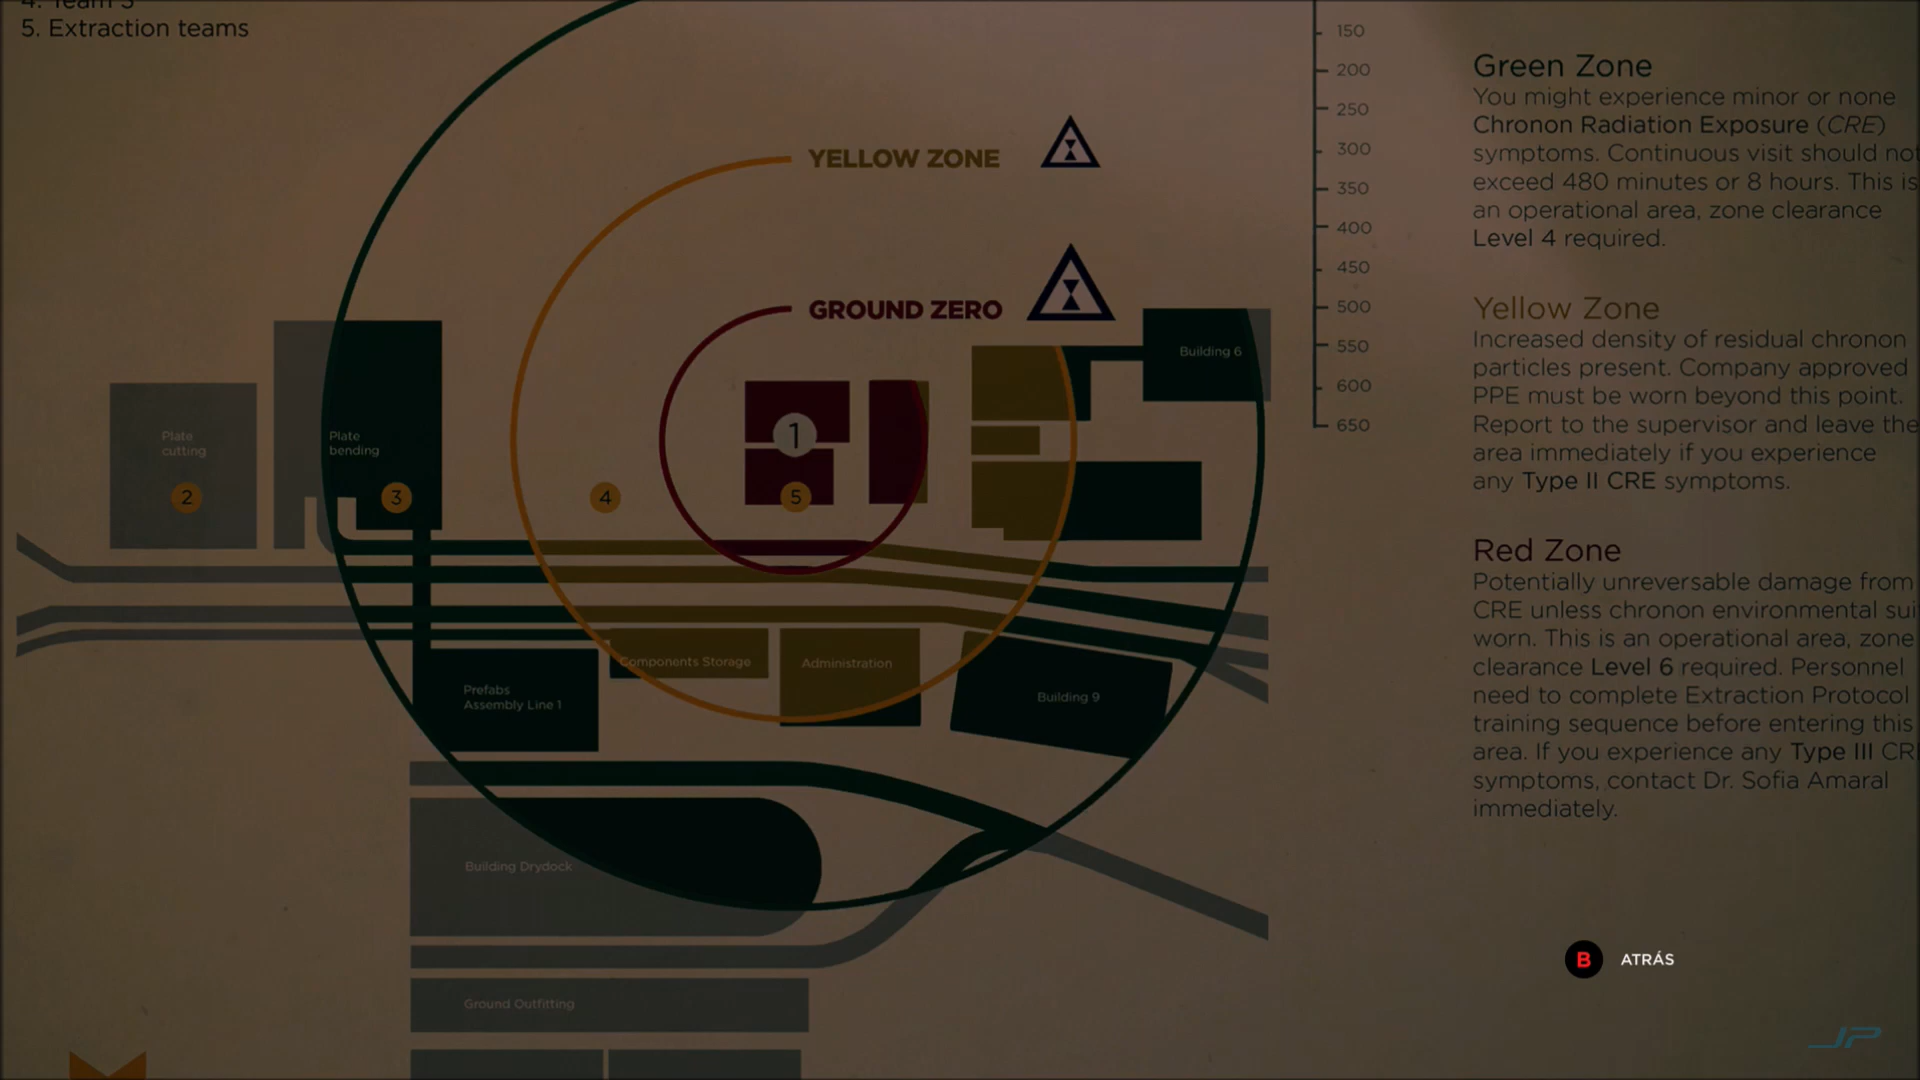 4. Team 3
5. Extraction teams
150
200
250
300
350
400
450
500
550
600
650
YELLOW ZONE
GROUND ZERO
Building 6
Plate
cutting
Plate
bending
1
2
3
4
5
Components Storage
Administration
Prefabs
Assembly Line 1
Building 9
Building Drydock
Ground Outfitting
Green Zone
You might experience minor or none
Chronon Radiation Exposure (CRE)
symptoms. Continuous visit should not
exceed 480 minutes or 8 hours. This is
an operational area, zone clearance
Level 4 required.
Yellow Zone
Increased density of residual chronon
particles present. Company approved
PPE must be worn beyond this point.
Report to the supervisor and leave the
area immediately if you experience
any Type II CRE symptoms.
Red Zone
Potentially unreversable damage from
CRE unless chronon environmental sui
worn. This is an operational area, zone
clearance Level 6 required. Personnel
need to complete Extraction Protocol
training sequence before entering this
area. If you experience any Type III CR
symptoms, contact Dr. Sofia Amaral
immediately.
B ATRÁS
JP